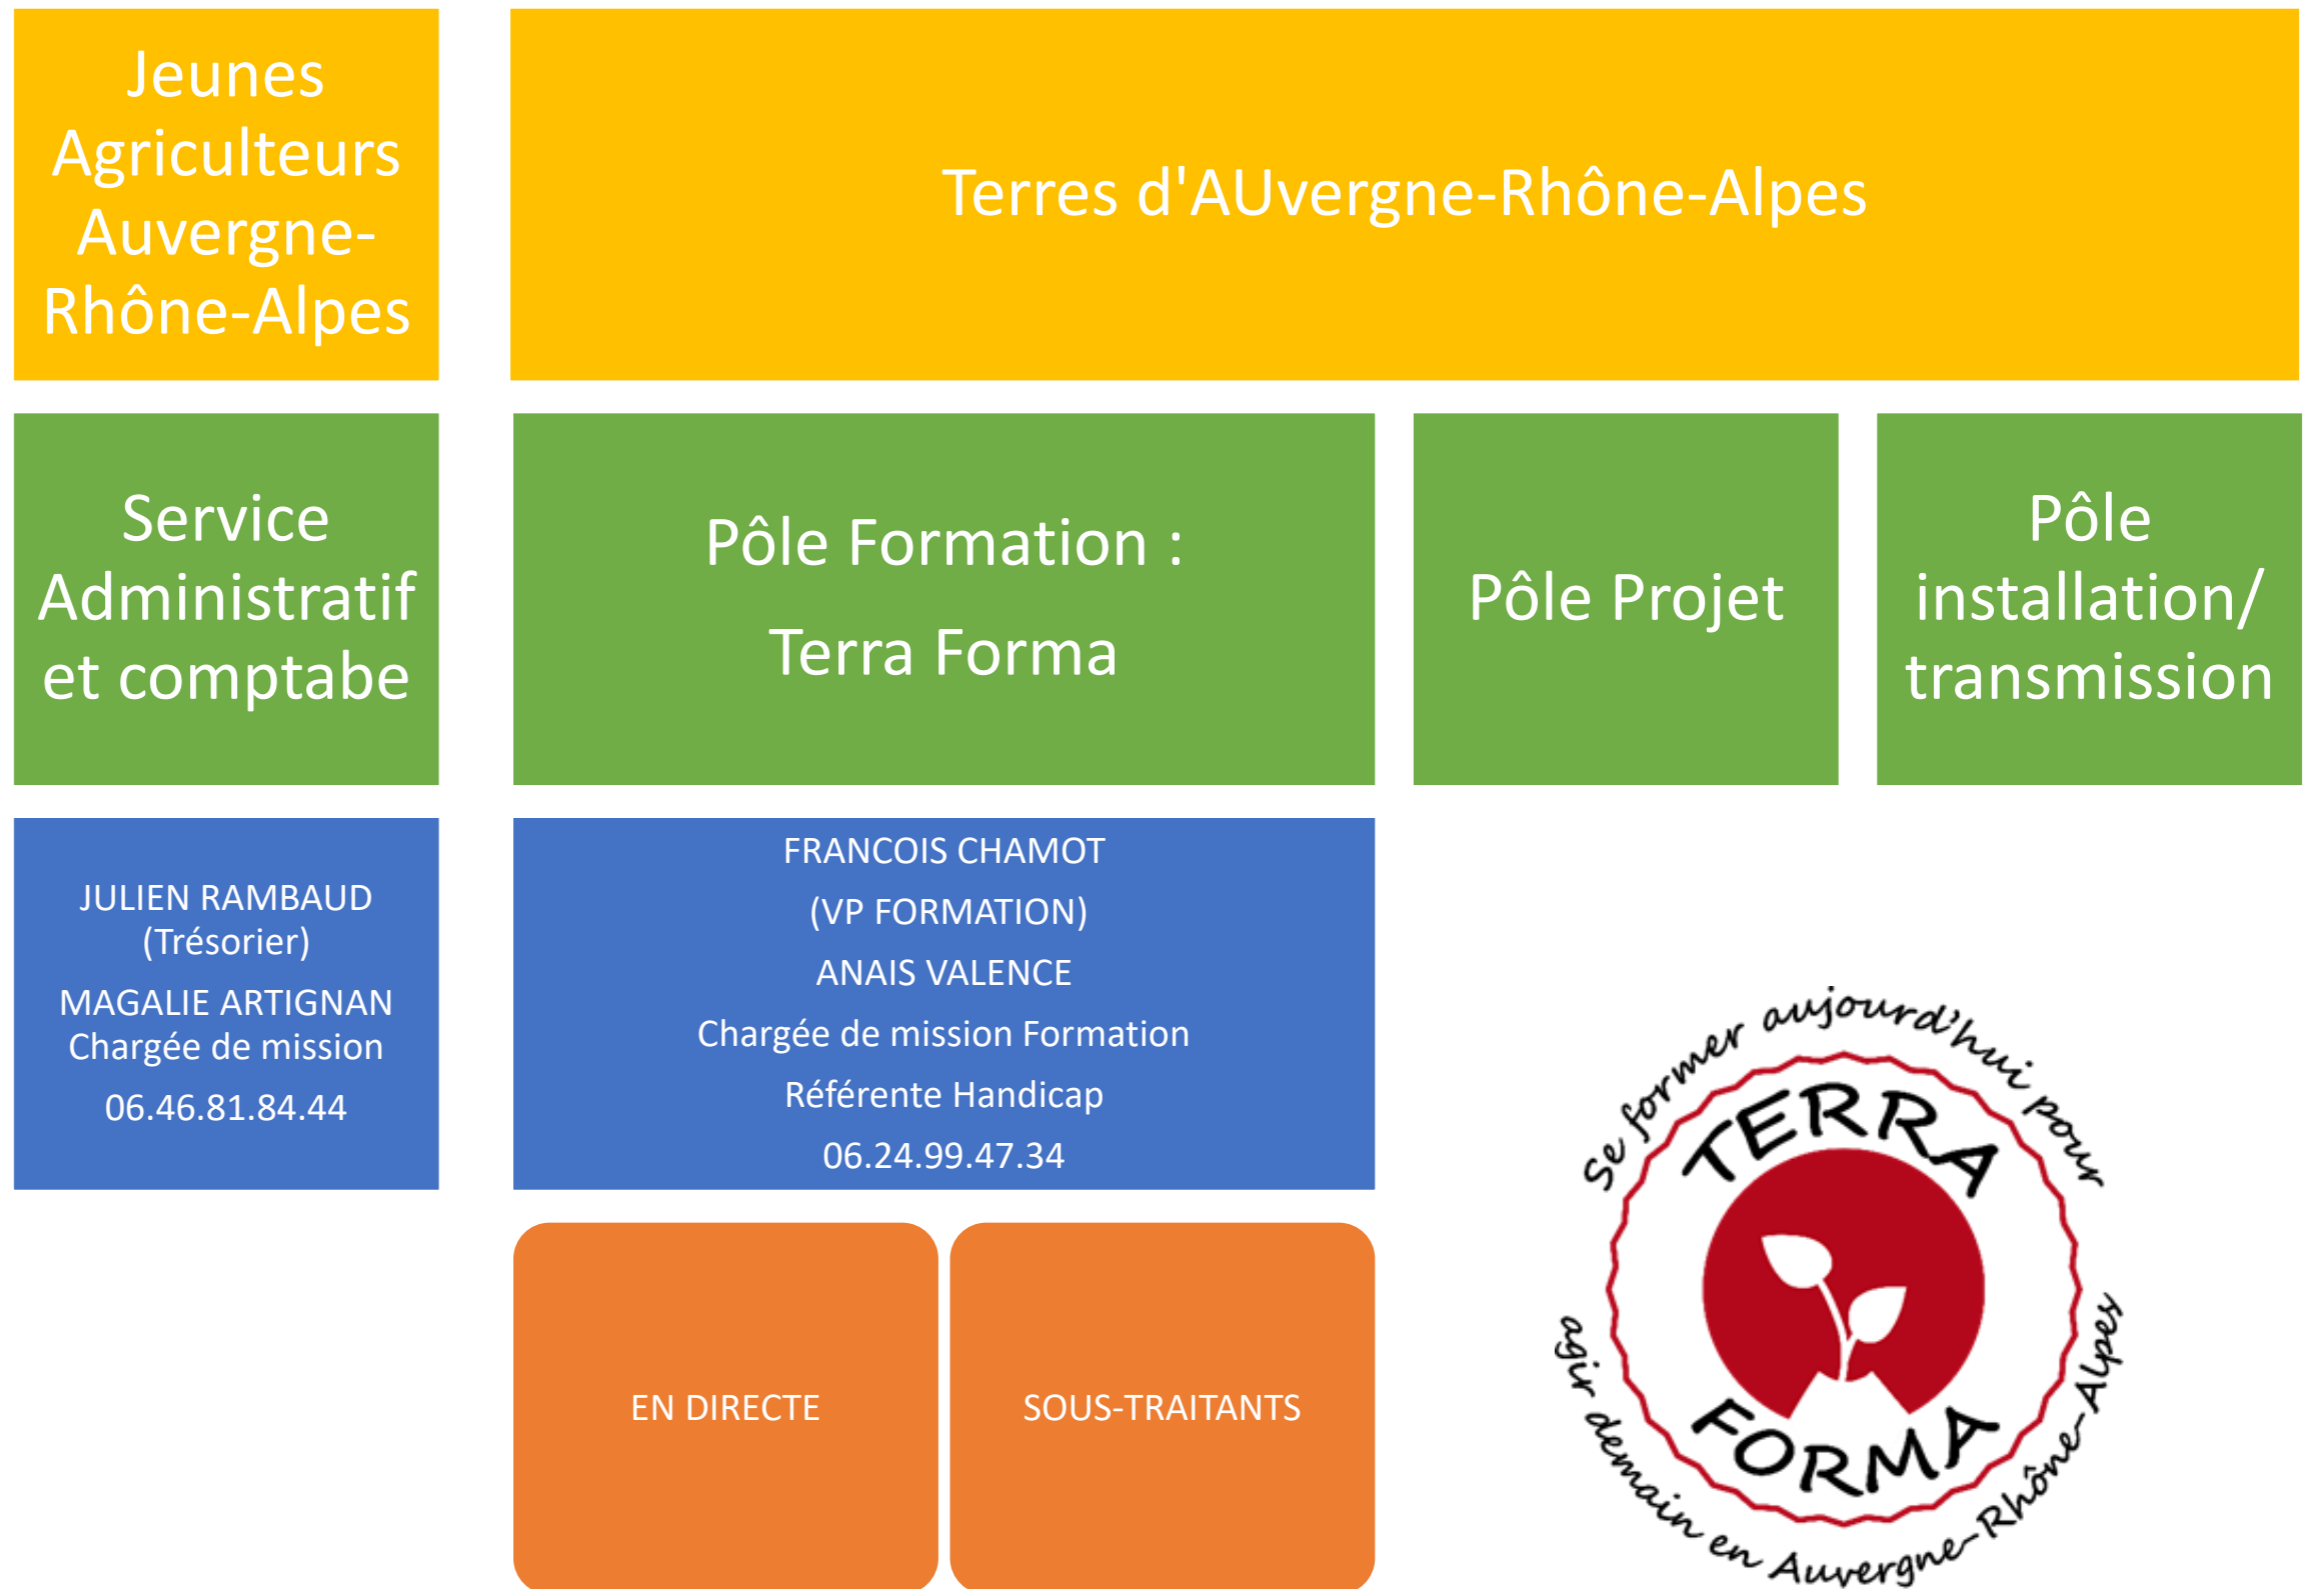 Jeunes
Agriculteurs
Auvergne-
Rhône-Alpes
Terres d'AUvergne-Rhône-Alpes
Service
Administratif
et comptabe
Pôle Formation :
Terra Forma
Pôle Projet
Pôle
installation/
transmission
JULIEN RAMBAUD
(Trésorier)
MAGALIE ARTIGNAN
Chargée de mission
06.46.81.84.44
FRANCOIS CHAMOT
(VP FORMATION)
ANAIS VALENCE
Chargée de mission Formation
Référente Handicap
06.24.99.47.34
EN DIRECTE
SOUS-TRAITANTS
Se former aujourd'hui pour
TERRA
FORMA
agir demain en Auvergne-Rhône-Alpes